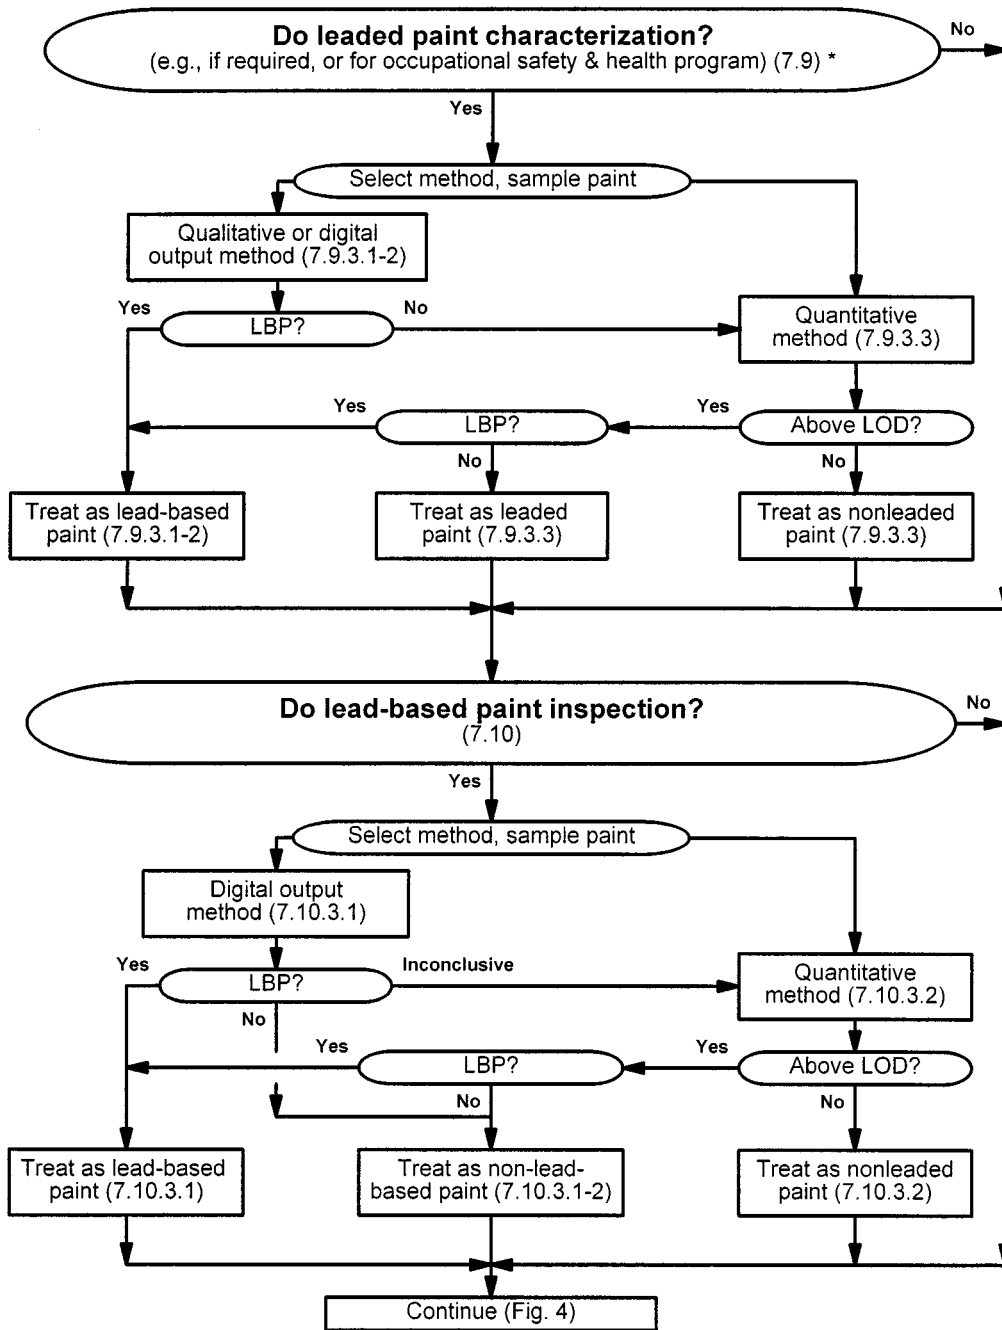 Do leaded paint characterization?
(e.g., if required, or for occupational safety & health program) (7.9) *
No
Yes
Select method, sample paint
Qualitative or digital
output method (7.9.3.1-2)
Yes
LBP?
No
Quantitative
method (7.9.3.3)
Yes
LBP?
Yes
Above LOD?
No
No
Treat as lead-based
paint (7.9.3.1-2)
Treat as leaded
paint (7.9.3.3)
Treat as nonleaded
paint (7.9.3.3)
Do lead-based paint inspection?
(7.10)
No
Yes
Select method, sample paint
Digital output
method (7.10.3.1)
Yes
LBP?
Inconclusive
Quantitative
method (7.10.3.2)
No
Yes
LBP?
Yes
Above LOD?
No
No
Treat as lead-based
paint (7.10.3.1)
Treat as non-lead-
based paint (7.10.3.1-2)
Treat as nonleaded
paint (7.10.3.2)
Continue (Fig. 4)